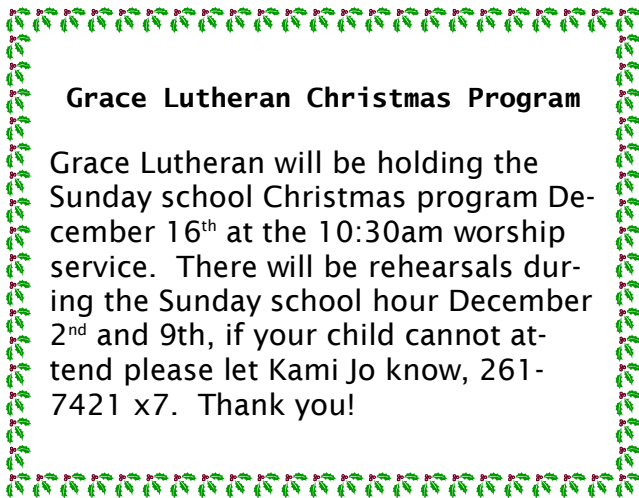 Grace Lutheran Christmas Program
Grace Lutheran will be holding the
Sunday school Christmas program De-
cember 16th at the 10:30am worship
service.  There will be rehearsals dur-
ing the Sunday school hour December
2nd and 9th, if your child cannot at-
tend please let Kami Jo know, 261-
7421 x7.  Thank you!